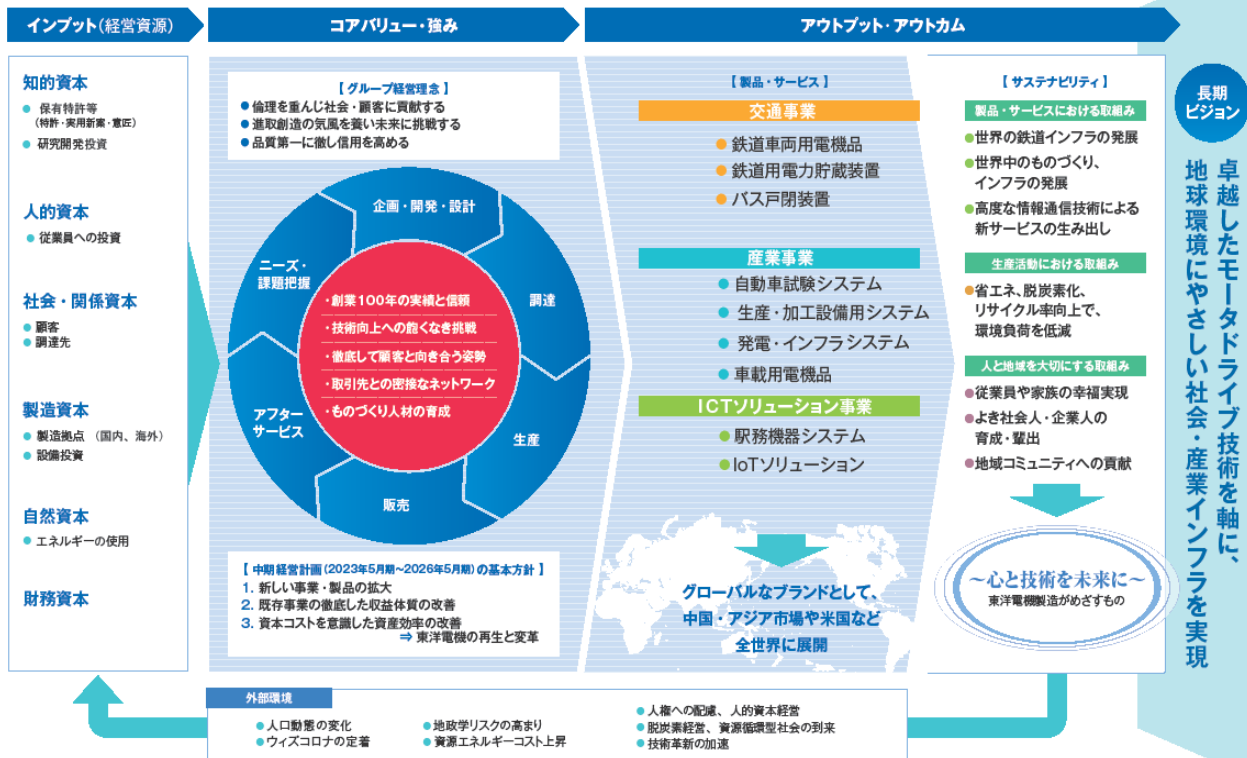 インプット(経営資源)
コアバリュー・強み
アウトプット・アウトカム
知的資本
● 保有特許等
(特許・実用新案・意匠)
● 研究開発投資
人的資本
● 従業員への投資
社会・関係資本
● 顧客
● 調達先
製造資本
● 製造拠点 (国内、海外)
● 設備投資
自然資本
● エネルギーの使用
財務資本
【 グループ経営理念 】
● 倫理を重んじ社会・顧客に貢献する
● 進取創造の気風を養い未来に挑戦する
● 品質第一に徹し信用を高める
企画・開発・設計
調達
生産
販売
アフター
サービス
ニーズ・
課題把握
・創業100年の実績と信頼
・技術向上への飽くなき挑戦
・徹底して顧客と向き合う姿勢
・取引先との密接なネットワーク
・ものづくり人材の育成
【 中期経営計画(2023年5月期～2026年5月期)の基本方針 】
1. 新しい事業・製品の拡大
2. 既存事業の徹底した収益体質の改善
3. 資本コストを意識した資産効率の改善
⇒ 東洋電機の再生と変革
【 製品・サービス 】
交通事業
● 鉄道車両用電機品
● 鉄道用電力貯蔵装置
● バス戸閉装置
産業事業
● 自動車試験システム
● 生産・加工設備用システム
● 発電・インフラシステム
● 車載用電機品
ICTソリューション事業
● 駅務機器システム
● IoTソリューション
グローバルなブランドとして、
中国・アジア市場や米国など
全世界に展開
【 サステナビリティ 】
製品・サービスにおける取組み
● 世界の鉄道インフラの発展
● 世界中のものづくり、
インフラの発展
● 高度な情報通信技術による
新サービスの生み出し
生産活動における取組み
● 省エネ、脱炭素化、
リサイクル率向上で、
環境負荷を低減
人と地域を大切にする取組み
● 従業員や家族の幸福実現
● よき社会人・企業人の
育成・輩出
● 地域コミュニティへの貢献
～心と技術を未来に～
東洋電機製造がめざすもの
長期
ビジョン
卓越したモータドライブ技術を軸に、
地球環境にやさしい社会・産業インフラを実現
外部環境
● 人口動態の変化
● ウィズコロナの定着
● 地政学リスクの高まり
● 資源エネルギーコスト上昇
● 人権への配慮、人的資本経営
● 脱炭素経営、資源循環型社会の到来
● 技術革新の加速